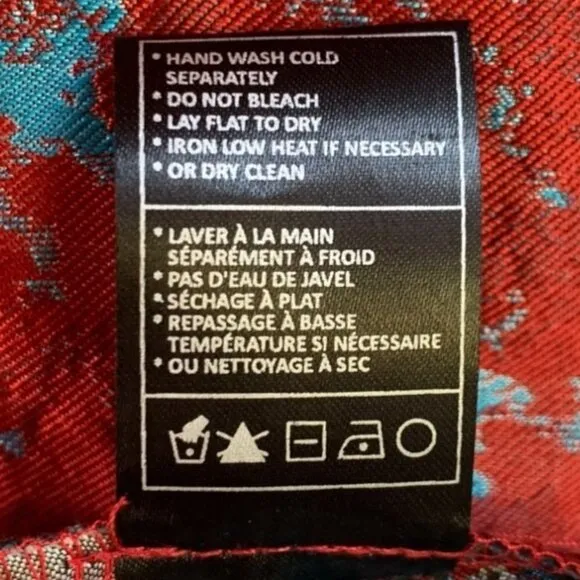 * HAND WASH COLD
SEPARATELY
* DO NOT BLEACH
* LAY FLAT TO DRY
* IRON LOW HEAT IF NECESSARY
* OR DRY CLEAN
* LAVER À LA MAIN
SÉPARÉMENT À FROID
* PAS D'EAU DE JAVEL
* SÉCHAGE À PLAT
* REPASSAGE À BASSE
TEMPÉRATURE SI NÉCESSAIRE
* OU NETTOYAGE À SEC